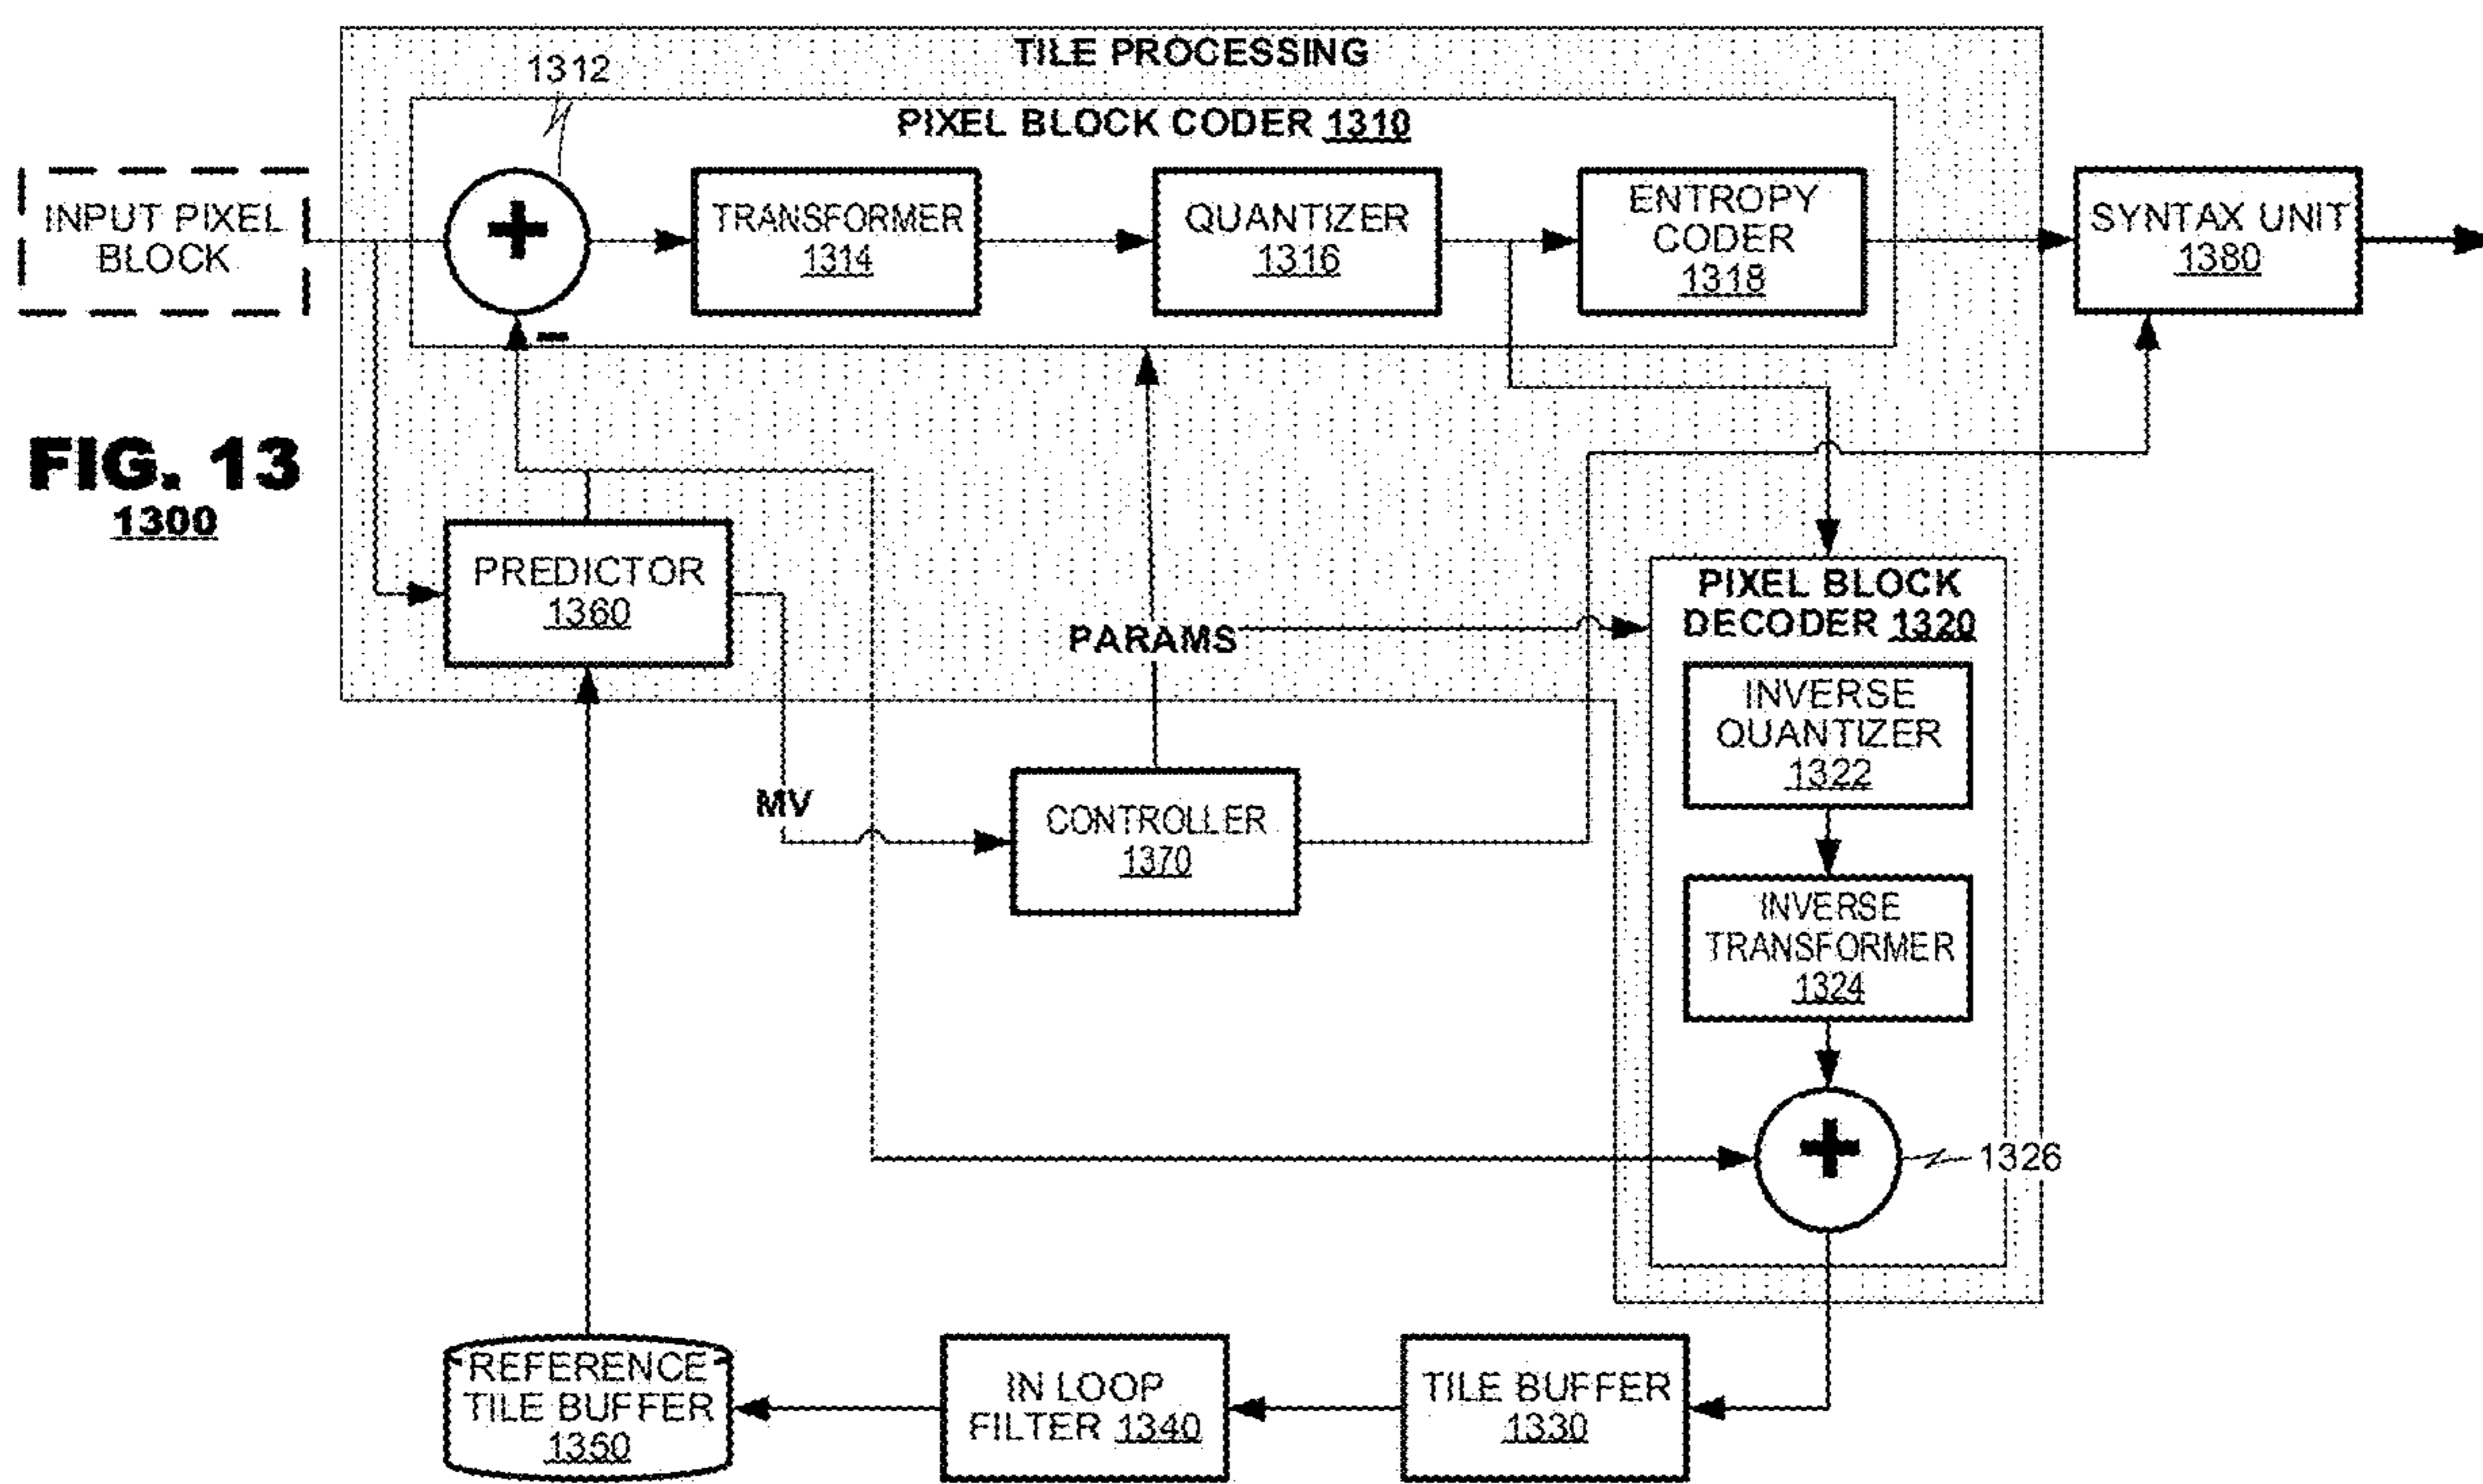 TILE PROCESSING
1312
PIXEL BLOCK CODER 1310
INPUT PIXEL
BLOCK
+
TRANSFORMER
1314
QUANTIZER
1316
ENTROPY
CODER
1318
SYNTAX UNIT
1380
-
FIG. 13
1300
PREDICTOR
1360
PARAMS
PIXEL BLOCK
DECODER 1320
INVERSE
QUANTIZER
1322
MV
CONTROLLER
1370
INVERSE
TRANSFORMER
1324
+
1326
REFERENCE
TILE BUFFER
1350
IN LOOP
FILTER 1340
TILE BUFFER
1330